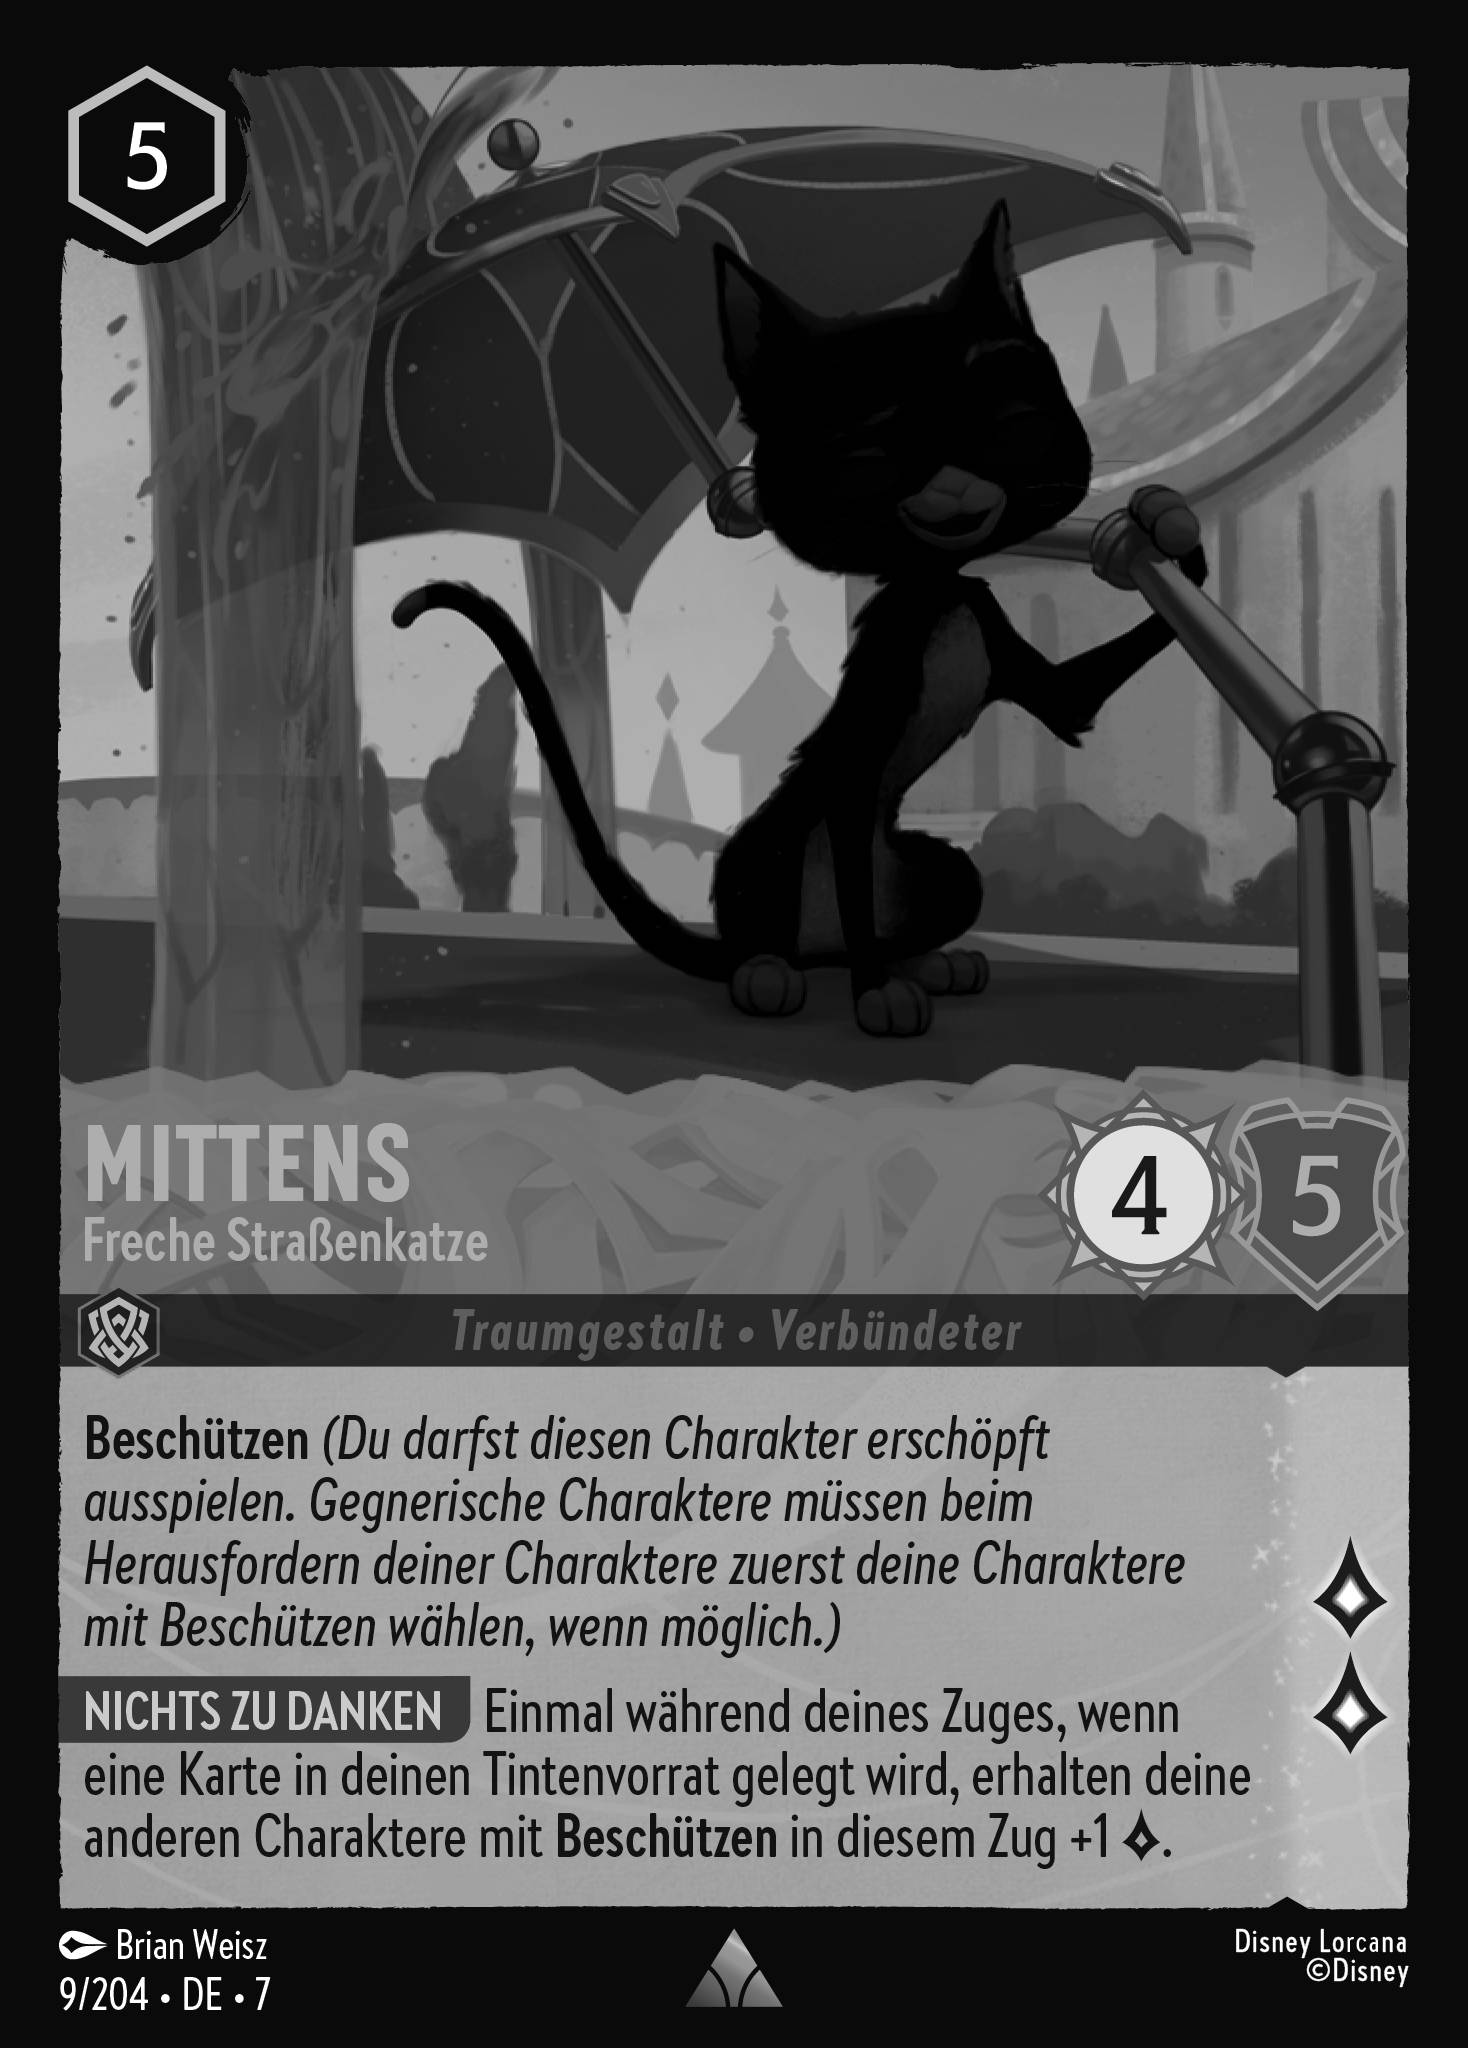 5
MITTENS
Freche Straßenkatze
4
5
Traumgestalt • Verbündeter
Beschützen (Du darfst diesen Charakter erschöpft
ausspielen. Gegnerische Charaktere müssen beim
Herausfordern deiner Charaktere zuerst deine Charaktere
mit Beschützen wählen, wenn möglich.)
NICHTS ZU DANKEN Einmal während deines Zuges, wenn
eine Karte in deinen Tintenvorrat gelegt wird, erhalten deine
anderen Charaktere mit Beschützen in diesem Zug +1 .
Brian Weisz
9/204 • DE • 7
Disney Lorcana
©Disney